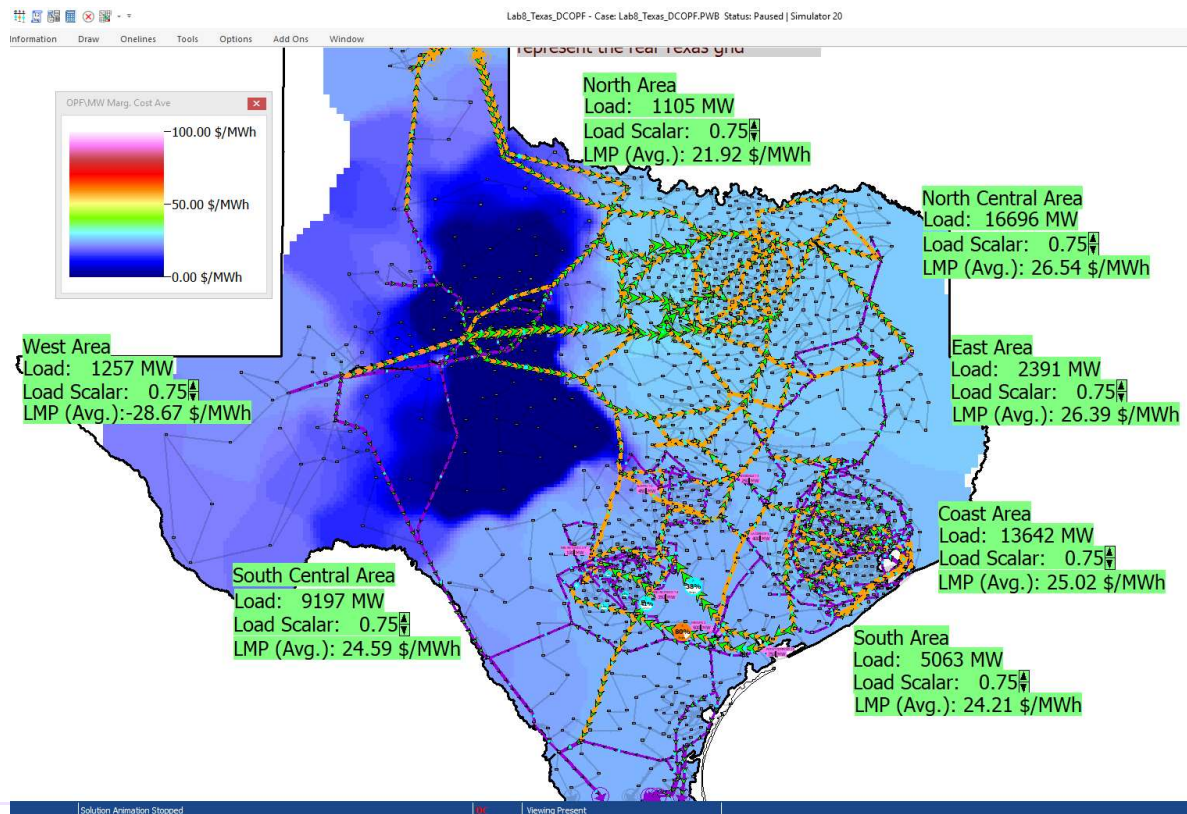 Lab8_Texas_DCOPF - Case: Lab8_Texas_DCOPF.PWB Status: Paused | Simulator 20
Information Draw Onelines Tools Options Add Ons Window
represent the real Texas grid
OPF\MW Marg. Cost Ave
100.00 $/MWh
50.00 $/MWh
0.00 $/MWh
North Area
Load: 1105 MW
Load Scalar: 0.75
LMP (Avg.): 21.92 $/MWh
North Central Area
Load: 16696 MW
Load Scalar: 0.75
LMP (Avg.): 26.54 $/MWh
West Area
Load: 1257 MW
Load Scalar: 0.75
LMP (Avg.):-28.67 $/MWh
East Area
Load: 2391 MW
Load Scalar: 0.75
LMP (Avg.): 26.39 $/MWh
Coast Area
Load: 13642 MW
Load Scalar: 0.75
LMP (Avg.): 25.02 $/MWh
South Central Area
Load: 9197 MW
Load Scalar: 0.75
LMP (Avg.): 24.59 $/MWh
80%
South Area
Load: 5063 MW
Load Scalar: 0.75
LMP (Avg.): 24.21 $/MWh
Solution Animation Stopped
DC
Viewing Present